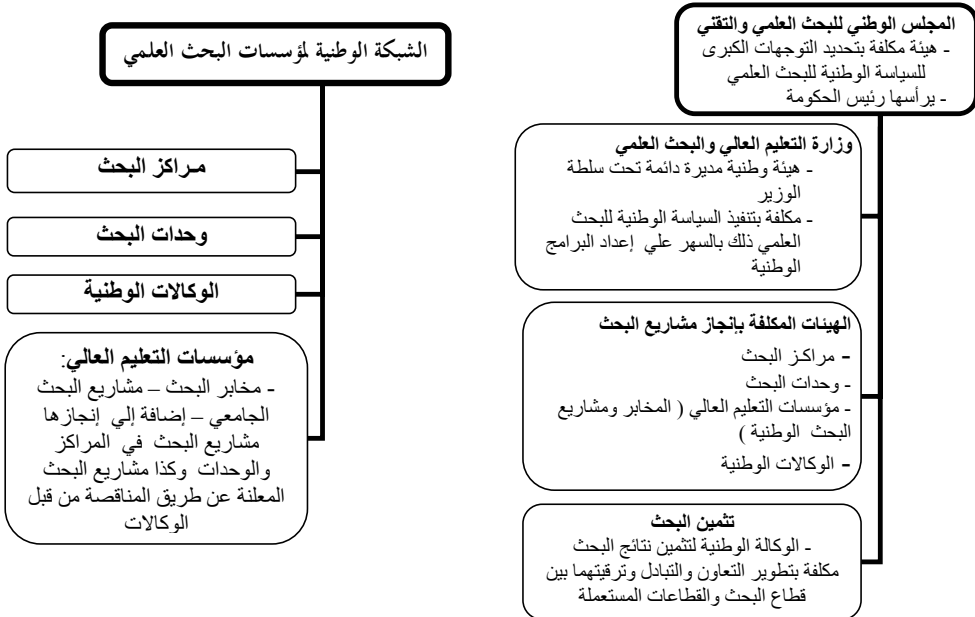 المجلس الوطني للبحث العلمي والتقني
- هيئة مكلفة بتحديد التوجهات الكبرى
للسياسة الوطنية للبحث العلمي
- يرأسها رئيس الحكومة
وزارة التعليم العالي والبحث العلمي
- هيئة وطنية مديرة دائمة تحت سلطة
الوزير
- مكلفة بتنفيذ السياسة الوطنية للبحث
العلمي ذلك بالسهر علي إعداد البرامج
الوطنية
الهيئات المكلفة بإنجاز مشاريع البحث
- مراكز البحث
- وحدات البحث
- مؤسسات التعليم العالي ( المخابر ومشاريع
البحث الوطنية )
- الوكالات الوطنية
تثمين البحث
- الوكالة الوطنية لتثمين نتائج البحث
مكلفة بتطوير التعاون والتبادل وترقيتهما بين
قطاع البحث والقطاعات المستعملة
الشبكة الوطنية لمؤسسات البحث العلمي
مـراكز البحث
وحدات البحث
الوكالات الوطنية
مؤسسات التعليم العالي:
- مخابر البحث – مشاريع البحث
الجامعي – إضافة إلي إنجازها
مشاريع البحث في المراكز
والوحدات وكذا مشاريع البحث
المعلنة عن طريق المناقصة من قبل
الوكالات